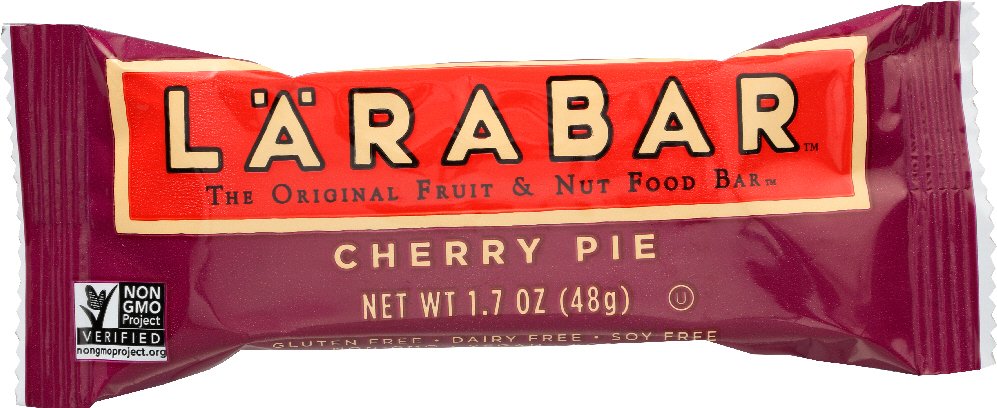 LÄRABAR™
THE ORIGINAL FRUIT & NUT FOOD BAR™
CHERRY PIE
NET WT 1.7 OZ (48g) U
GLUTEN FREE • DAIRY FREE • SOY FREE
NON
GMO
Project
VERIFIED
nongmoproject.org